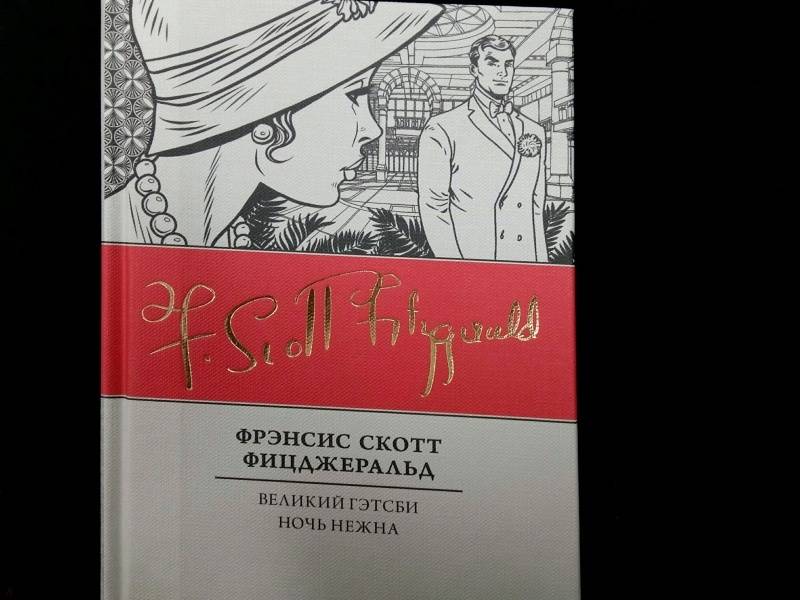 F. Scott Fitzgerald
ФРЭНСИС СКОТТ
ФИЦДЖЕРАЛЬД
ВЕЛИКИЙ ГЭТСБИ
НОЧЬ НЕЖНА